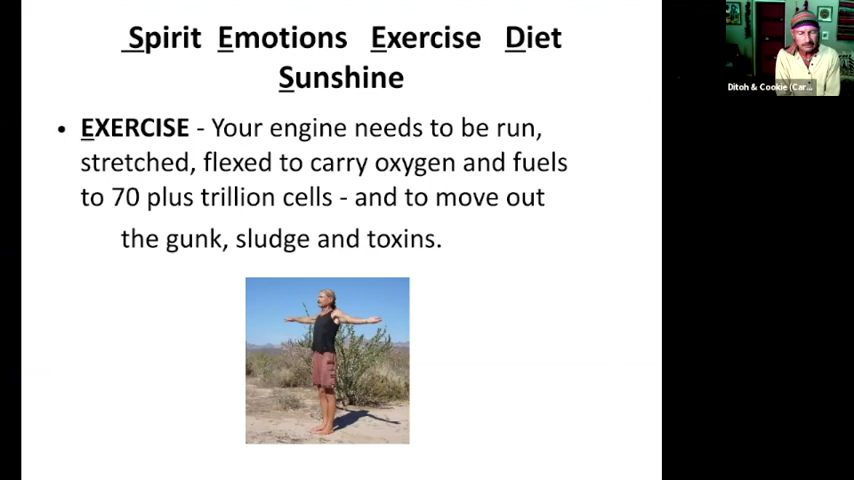 Spirit Emotions Exercise Diet
Sunshine
• EXERCISE - Your engine needs to be run,
stretched, flexed to carry oxygen and fuels
to 70 plus trillion cells - and to move out
the gunk, sludge and toxins.
Ditoh & Cookie (Car...